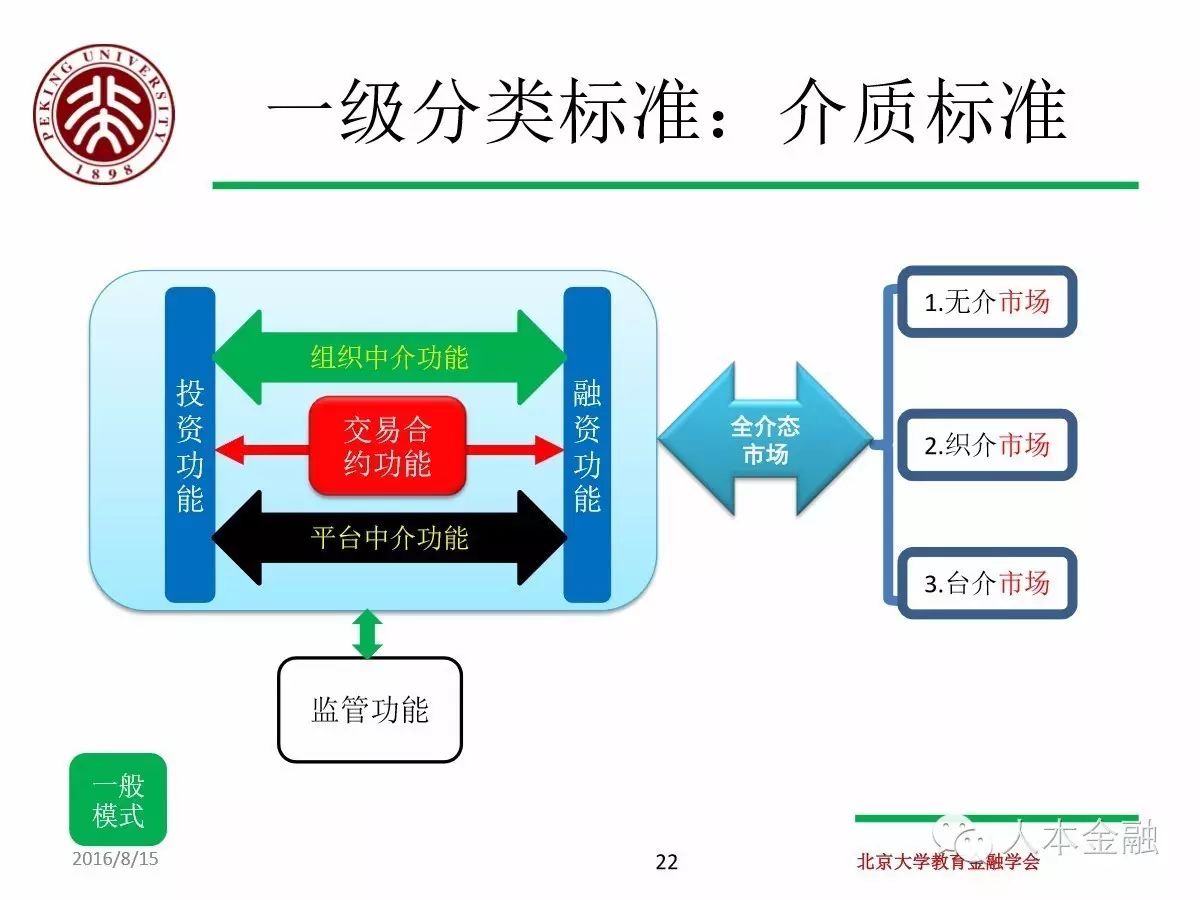 PEKING UNIVERSITY
1898
一级分类标准：介质标准
投资功能
组织中介功能
交易合
约功能
平台中介功能
融资功能
全介态
市场
1.无介市场
2.织介市场
3.台介市场
监管功能
一般
模式
2016/8/15
22
北京大学教育金融学会
人本金融